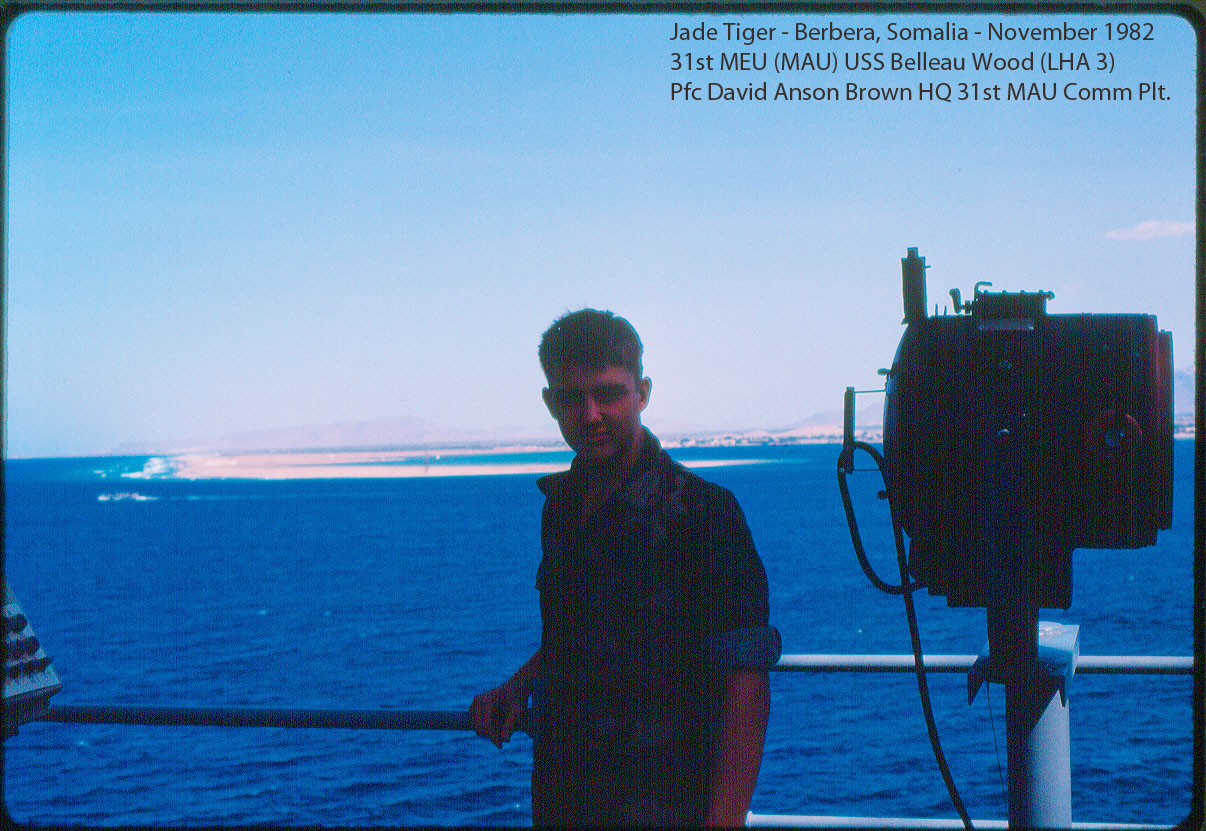 Jade Tiger - Berbera, Somalia - November 1982
31st MEU (MAU) USS Belleau Wood (LHA 3)
Pfc David Anson Brown HQ 31st MAU Comm Plt.